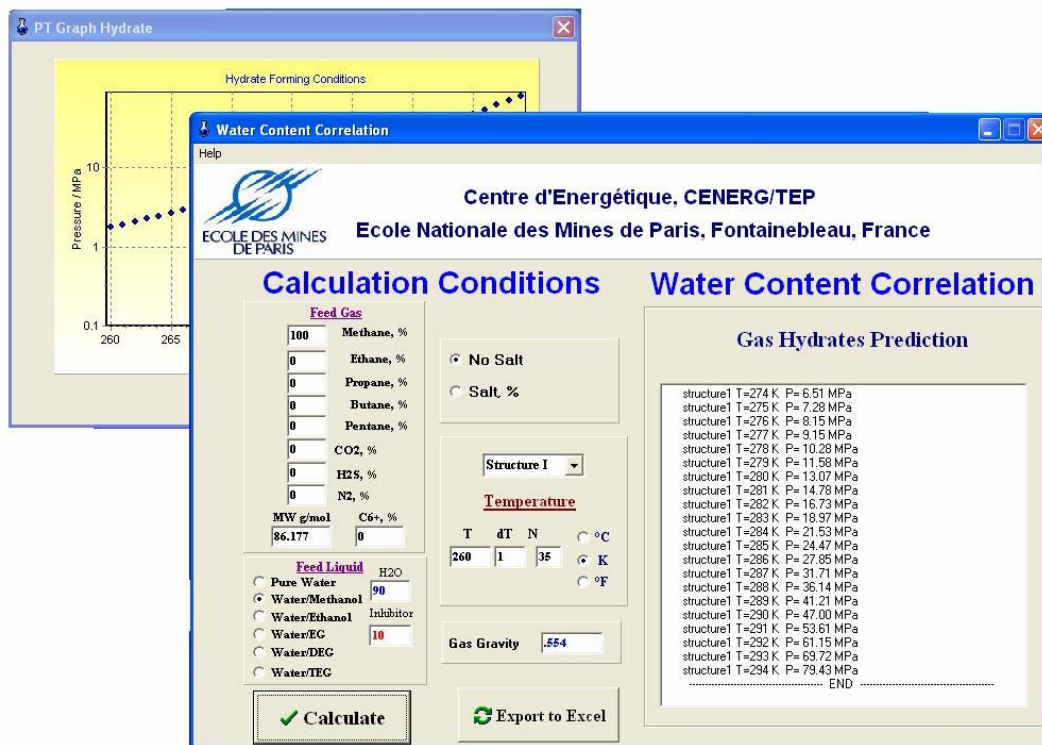 PT Graph Hydrate
Hydrate Forming Conditions
Pressure / MPa
10
1
0.1
260
265
Water Content Correlation
Help
ECOLE DES MINES
DE PARIS
Centre d'Energétique, CENERG/TEP
Ecole Nationale des Mines de Paris, Fontainebleau, France
Calculation Conditions
Feed Gas
100 Methane, %
0 Ethane, %
0 Propane, %
0 Butane, %
0 Pentane, %
0 CO2, %
0 H2S, %
0 N2, %
MW g/mol C6+, %
86.177 0
Feed Liquid
H2O
Pure Water
90
Water/Methanol
Water/Ethanol
Inhibitor
Water/EG
10
Water/DEG
Water/TEG
Calculate
No Salt
Salt, %
Structure I
Temperature
T dT N
260 1 35
°C
K
°F
Gas Gravity .554
Export to Excel
Water Content Correlation
Gas Hydrates Prediction
structure1 T=274 K P= 6.51 MPa
structure1 T=275 K P= 7.28 MPa
structure1 T=276 K P= 8.15 MPa
structure1 T=277 K P= 9.15 MPa
structure1 T=278 K P= 10.28 MPa
structure1 T=279 K P= 11.58 MPa
structure1 T=280 K P= 13.07 MPa
structure1 T=281 K P= 14.78 MPa
structure1 T=282 K P= 16.73 MPa
structure1 T=283 K P= 18.97 MPa
structure1 T=284 K P= 21.53 MPa
structure1 T=285 K P= 24.47 MPa
structure1 T=286 K P= 27.85 MPa
structure1 T=287 K P= 31.71 MPa
structure1 T=288 K P= 36.14 MPa
structure1 T=289 K P= 41.21 MPa
structure1 T=290 K P= 47.00 MPa
structure1 T=291 K P= 53.61 MPa
structure1 T=292 K P= 61.15 MPa
structure1 T=293 K P= 69.72 MPa
structure1 T=294 K P= 79.43 MPa
END